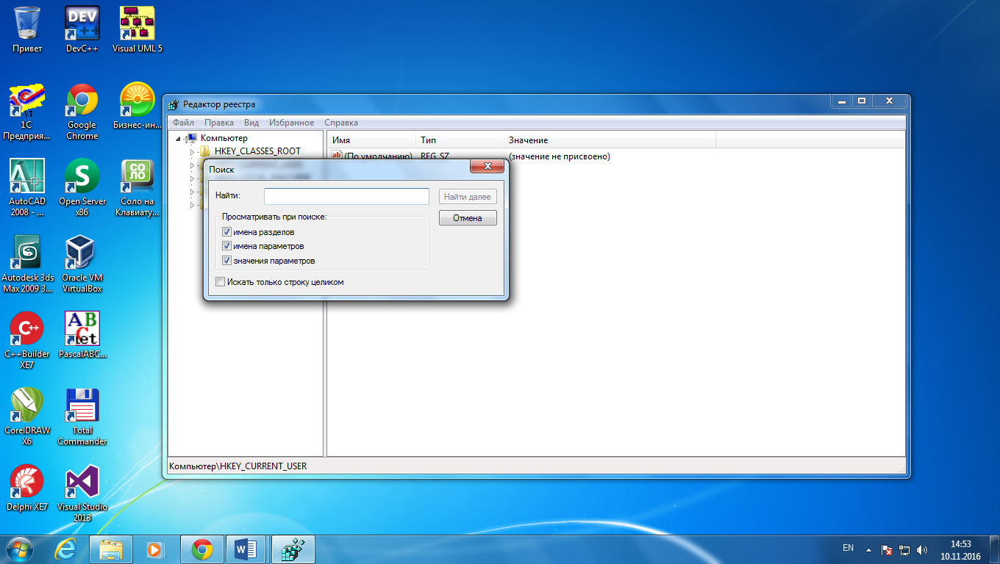 Привет
DevC++
Visual UML 5
1С
Предприя...
Google
Chrome
Бизнес-ин...
AutoCAD
2008 - ...
Open Server
x86
Соло на
Клавиату...
Autodesk 3ds
Max 2009 3...
Oracle VM
VirtualBox
C++Builder
XE7
PascalABC...
CorelDRAW
X6
Total
Commander
Delphi XE7
Visual Studio
2013
Редактор реестра
Файл Правка Вид Избранное Справка
Компьютер
HKEY_CLASSES_ROOT
Имя Тип Значение
(По умолчанию) REG_SZ (значение не присвоено)
Поиск
Найти:
Найти далее
Отмена
Просматривать при поиске:
имена разделов
имена параметров
значения параметров
Искать только строку целиком
Компьютер\HKEY_CURRENT_USER
EN
14:53
10.11.2016